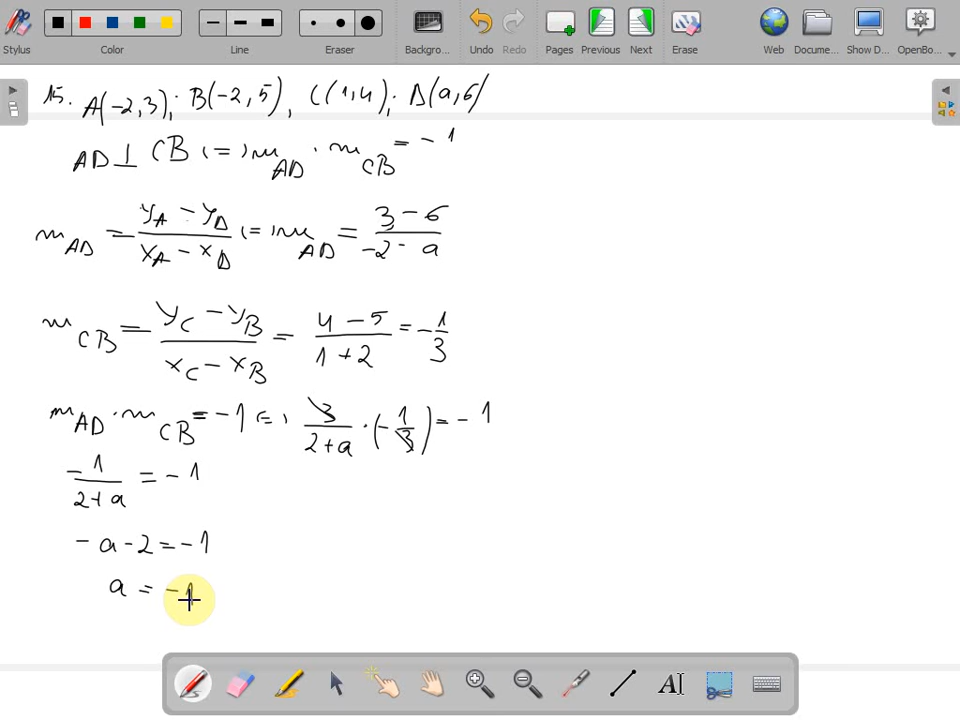 Stylus Color Line Eraser Backgro... Undo Redo Pages Previous Next Erase Web Docume... Show D... OpenBo...
15. A(-2,3); B(-2,5), C(1,4); D(a,6)
AD ⊥ CB (=) m_AD · m_CB = -1
m_AD = (y_A - y_D)/(x_A - x_D) (=) m_AD = (3-6)/(-2-a)
m_CB = (y_C - y_B)/(x_C - x_B) = (4-5)/(1+2) = -1/3
m_AD · m_CB = -1 (=) 3/(2+a) · (-1/3) = -1
-1/(2+a) = -1
-a-2 = -1
a = -1
A